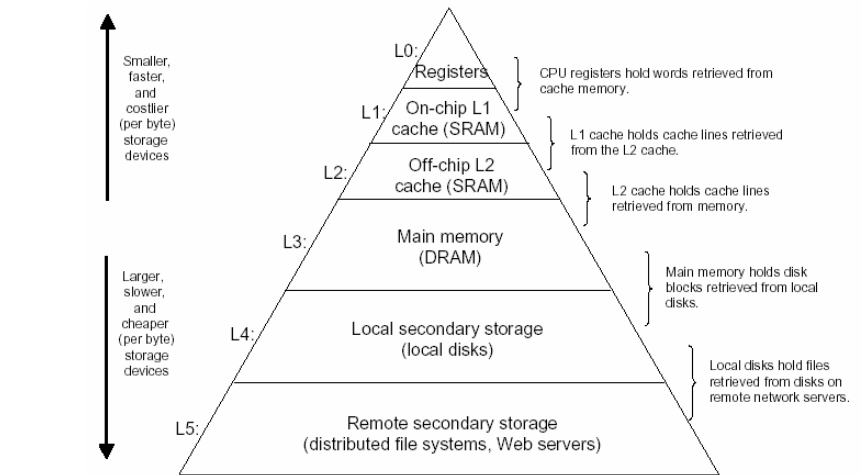 Smaller,
faster,
and
costlier
(per byte)
storage
devices
Larger,
slower,
and
cheaper
(per byte)
storage
devices
L0:
Registers
L1:
On-chip L1
cache (SRAM)
L2:
Off-chip L2
cache (SRAM)
L3:
Main memory
(DRAM)
L4:
Local secondary storage
(local disks)
L5:
Remote secondary storage
(distributed file systems, Web servers)
CPU registers hold words retrieved from
cache memory.
L1 cache holds cache lines retrieved
from the L2 cache.
L2 cache holds cache lines
retrieved from memory.
Main memory holds disk
blocks retrieved from local
disks.
Local disks hold files
retrieved from disks on
remote network servers.